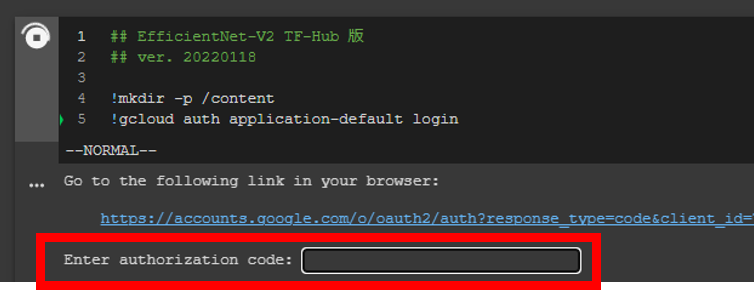 1 ## EfficientNet-V2 TF-Hub 版
2 ## ver. 20220118
3
4 !mkdir -p /content
5 !gcloud auth application-default login
--NORMAL--
Go to the following link in your browser:
https://accounts.google.com/o/oauth2/auth?response_type=code&client_id=
Enter authorization code: